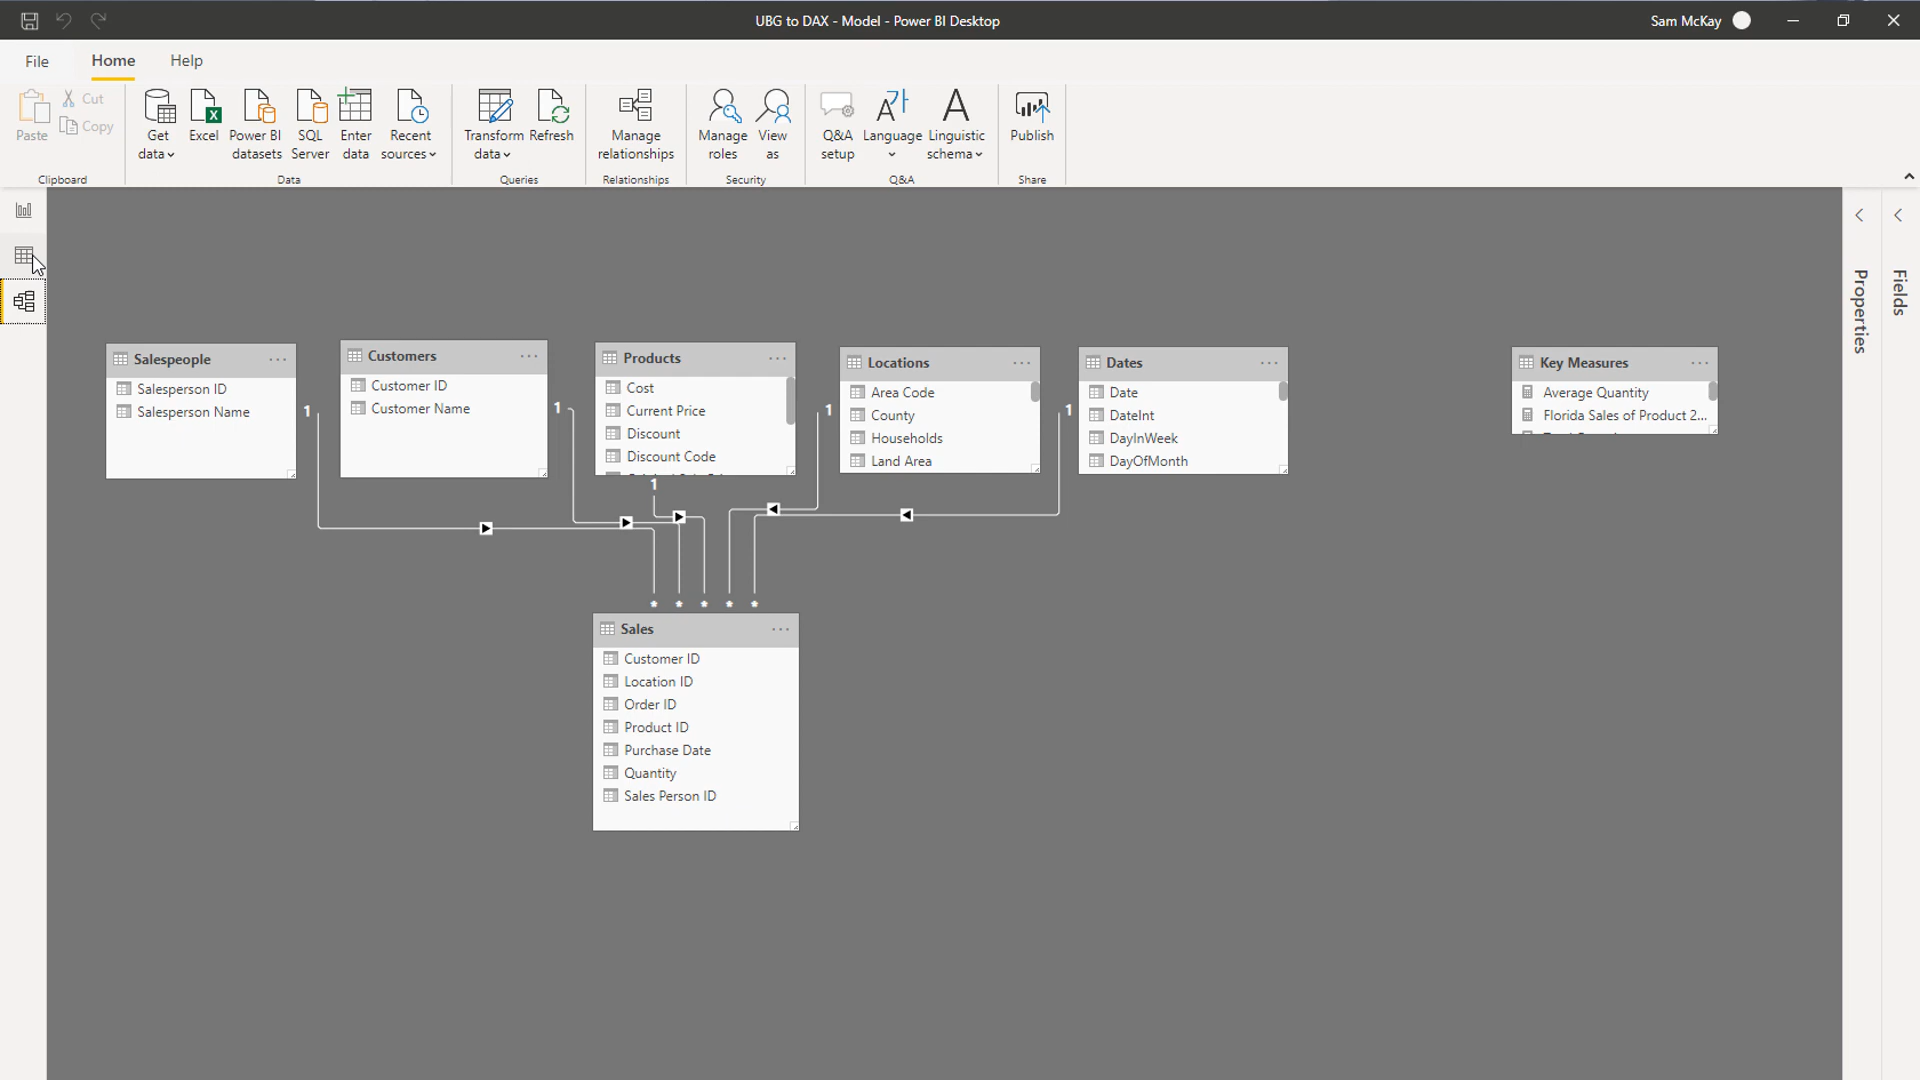 UBG to DAX - Model - Power BI Desktop
Sam McKay
File
Home
Help
Paste
Cut
Copy
Clipboard
Get
data
Excel
Power BI
datasets
SQL
Server
Enter
data
Recent
sources
Data
Transform
data
Refresh
Queries
Manage
relationships
Relationships
Manage
roles
View
as
Security
Q&A
setup
Language
Linguistic
schema
Q&A
Publish
Share
Properties
Fields
Salespeople
Salesperson ID
Salesperson Name
1
Customers
Customer ID
Customer Name
1
Products
Cost
Current Price
Discount
Discount Code
1
Locations
Area Code
County
Households
Land Area
1
Dates
Date
DateInt
DayInWeek
DayOfMonth
1
Key Measures
Average Quantity
Florida Sales of Product 2...
* * * * *
Sales
Customer ID
Location ID
Order ID
Product ID
Purchase Date
Quantity
Sales Person ID